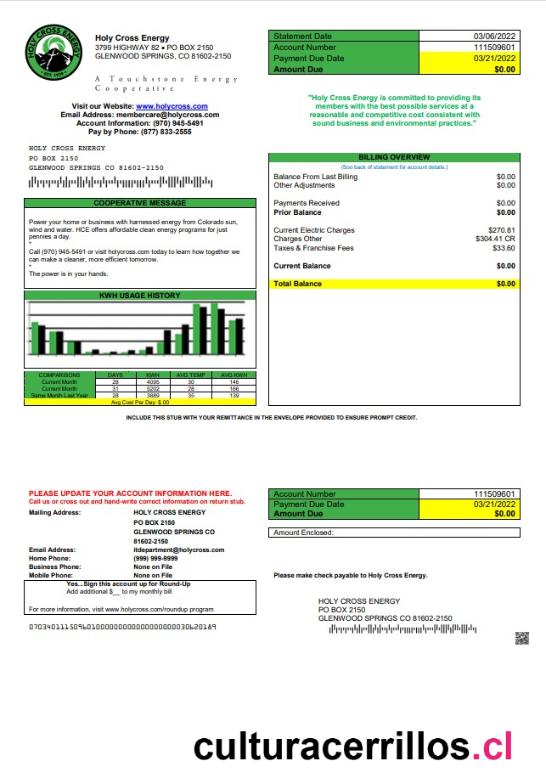 HOLY CROSS ENERGY
Holy Cross Energy
3799 HIGHWAY 82 • PO BOX 2150
GLENWOOD SPRINGS, CO 81602-2150
A Touchstone Energy
Cooperative
Visit our Website: www.holycross.com
Email Address: membercare@holycross.com
Account Information: (970) 945-5491
Pay by Phone: (877) 833-2555
Statement Date 03/06/2022
Account Number 111509601
Payment Due Date 03/21/2022
Amount Due $0.00
"Holy Cross Energy is committed to providing its
members with the best possible services at a
reasonable and competitive cost consistent with
sound business and environmental practices."
HOLY CROSS ENERGY
PO BOX 2150
GLENWOOD SPRINGS CO 81602-2150
COOPERATIVE MESSAGE
Power your home or business with harnessed energy from Colorado sun,
wind and water. HCE offers affordable clean energy programs for just
pennies a day.
*
Call (970) 945-5491 or visit holycross.com today to learn how together we
can make a cleaner, more efficient tomorrow.
*
The power is in your hands.
KWH USAGE HISTORY
COMPARISONS DAYS KWH AVG TEMP AVG KWH
Current Month 28 4095 30 146
Current Month 31 5202 28 166
Same Month Last Year 28 3889 35 139
Avg Cost Per Day: $.00
BILLING OVERVIEW
(See back of statement for account details.)
Balance From Last Billing $0.00
Other Adjustments $0.00
Payments Received $0.00
Prior Balance $0.00
Current Electric Charges $270.81
Charges Other $304.41 CR
Taxes & Franchise Fees $33.60
Current Balance $0.00
Total Balance $0.00
INCLUDE THIS STUB WITH YOUR REMITTANCE IN THE ENVELOPE PROVIDED TO ENSURE PROMPT CREDIT.
PLEASE UPDATE YOUR ACCOUNT INFORMATION HERE.
Call us or cross out and hand-write correct information on return stub.
Mailing Address: HOLY CROSS ENERGY
PO BOX 2150
GLENWOOD SPRINGS CO
81602-2150
Email Address: itdepartment@holycross.com
Home Phone: (999) 999-9999
Business Phone: None on File
Mobile Phone: None on File
Yes...Sign this account up for Round-Up
Add additional $__ to my monthly bill
For more information, visit www.holycross.com/roundup program
Account Number 111509601
Payment Due Date 03/21/2022
Amount Due $0.00
Amount Enclosed:
Please make check payable to Holy Cross Energy.
HOLY CROSS ENERGY
PO BOX 2150
GLENWOOD SPRINGS CO 81602-2150
culturacerrillos.cl